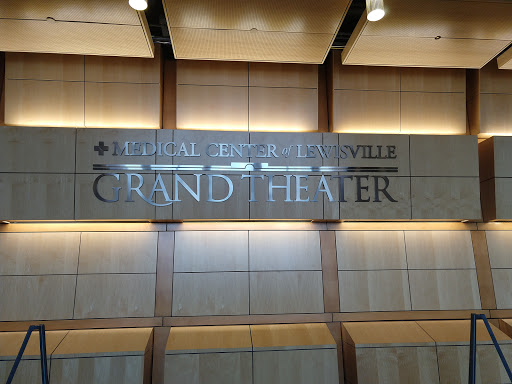 MEDICAL CENTER of LEWISVILLE
GRAND THEATER